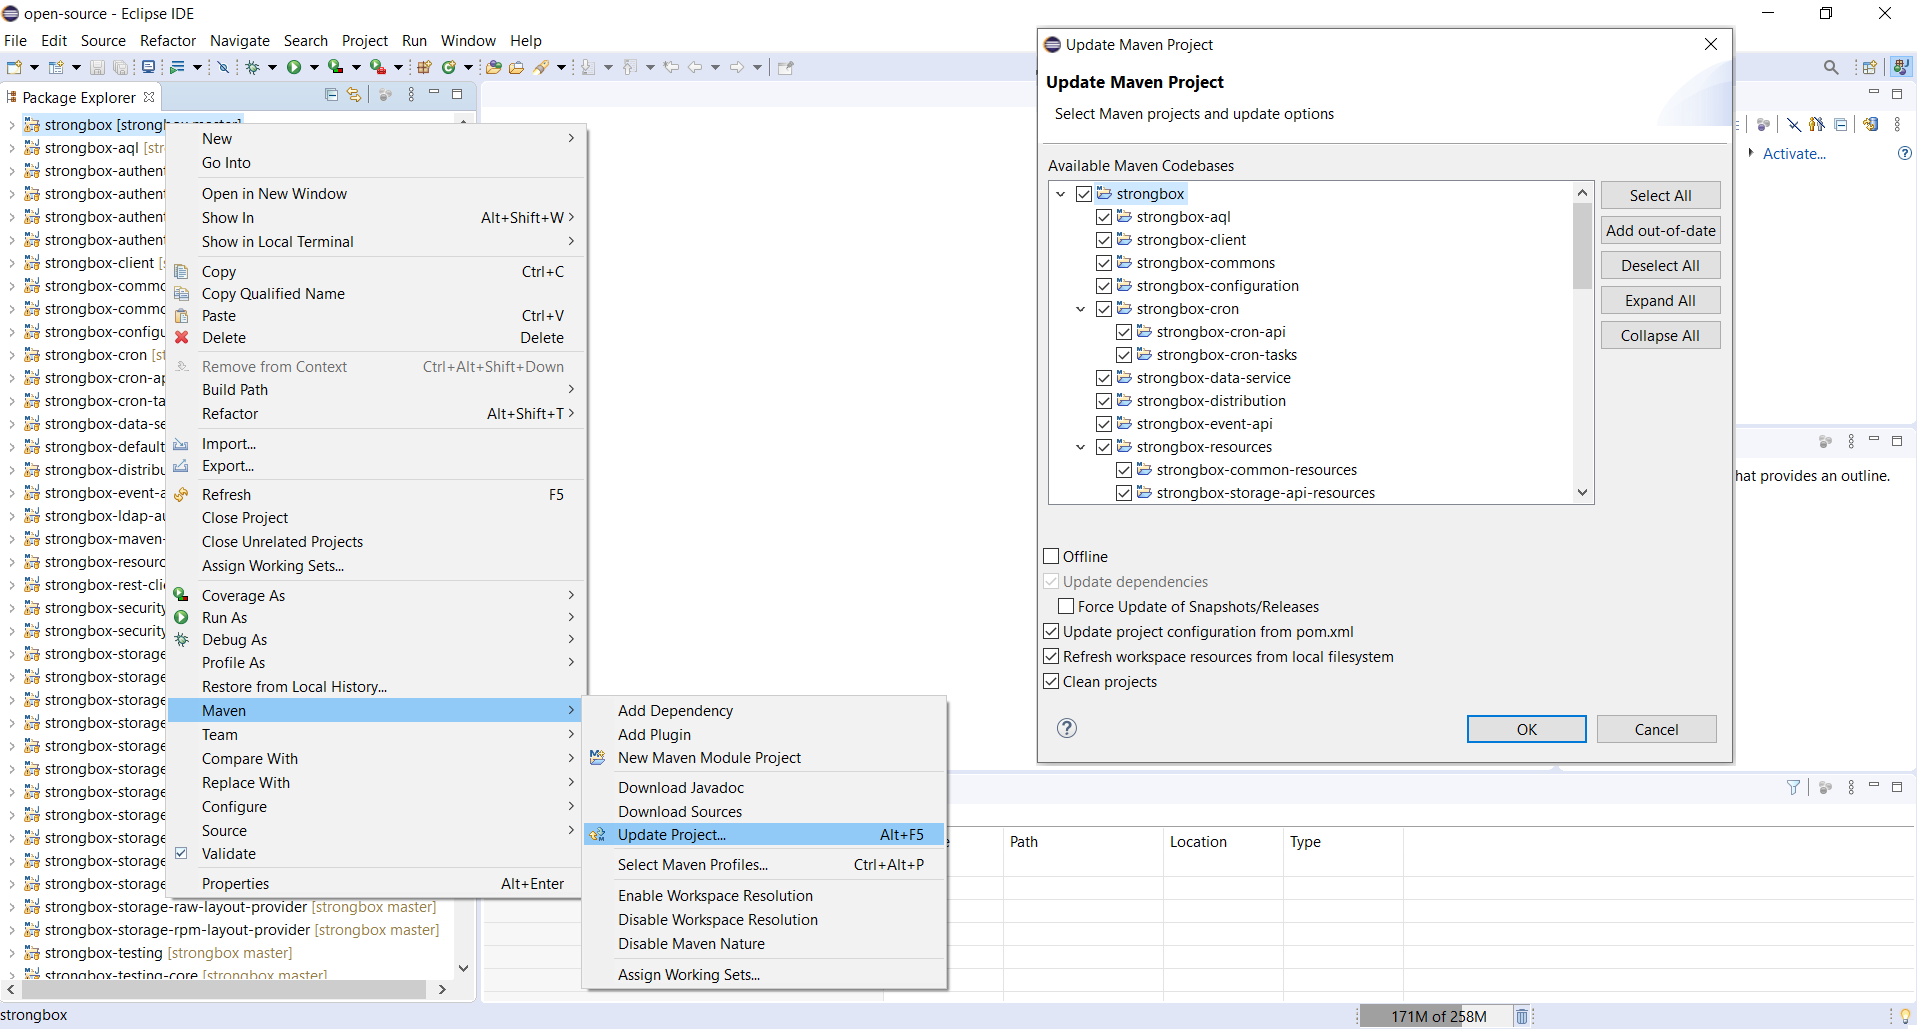 open-source - Eclipse IDE
File Edit Source Refactor Navigate Search Project Run Window Help
Package Explorer
strongbox [strongbox master]
strongbox-aql [str
strongbox-authent
strongbox-authent
strongbox-authent
strongbox-authent
strongbox-client [s
strongbox-commo
strongbox-commo
strongbox-configu
strongbox-cron [st
strongbox-cron-ap
strongbox-cron-ta
strongbox-data-se
strongbox-default
strongbox-distribu
strongbox-event-a
strongbox-ldap-au
strongbox-maven-
strongbox-resourc
strongbox-rest-clie
strongbox-security
strongbox-security
strongbox-storage
strongbox-storage
strongbox-storage
strongbox-storage
strongbox-storage
strongbox-storage
strongbox-storage
strongbox-storage
strongbox-storage
strongbox-storage
strongbox-storage
strongbox-storage-raw-layout-provider [strongbox master]
strongbox-storage-rpm-layout-provider [strongbox master]
strongbox-testing [strongbox master]
strongbox-testing-core [strongbox master]
strongbox
New
Go Into
Open in New Window
Show In Alt+Shift+W
Show in Local Terminal
Copy Ctrl+C
Copy Qualified Name
Paste Ctrl+V
Delete Delete
Remove from Context Ctrl+Alt+Shift+Down
Build Path
Refactor Alt+Shift+T
Import...
Export...
Refresh F5
Close Project
Close Unrelated Projects
Assign Working Sets...
Coverage As
Run As
Debug As
Profile As
Restore from Local History...
Maven
Team
Compare With
Replace With
Configure
Source
Validate
Properties Alt+Enter
Add Dependency
Add Plugin
New Maven Module Project
Download Javadoc
Download Sources
Update Project... Alt+F5
Select Maven Profiles... Ctrl+Alt+P
Enable Workspace Resolution
Disable Workspace Resolution
Disable Maven Nature
Assign Working Sets...
Update Maven Project
Update Maven Project
Select Maven projects and update options
Available Maven Codebases
strongbox
strongbox-aql
strongbox-client
strongbox-commons
strongbox-configuration
strongbox-cron
strongbox-cron-api
strongbox-cron-tasks
strongbox-data-service
strongbox-distribution
strongbox-event-api
strongbox-resources
strongbox-common-resources
strongbox-storage-api-resources
Select All
Add out-of-date
Deselect All
Expand All
Collapse All
Offline
Update dependencies
Force Update of Snapshots/Releases
Update project configuration from pom.xml
Refresh workspace resources from local filesystem
Clean projects
OK Cancel
Activate...
hat provides an outline.
e Path Location Type
171M of 258M